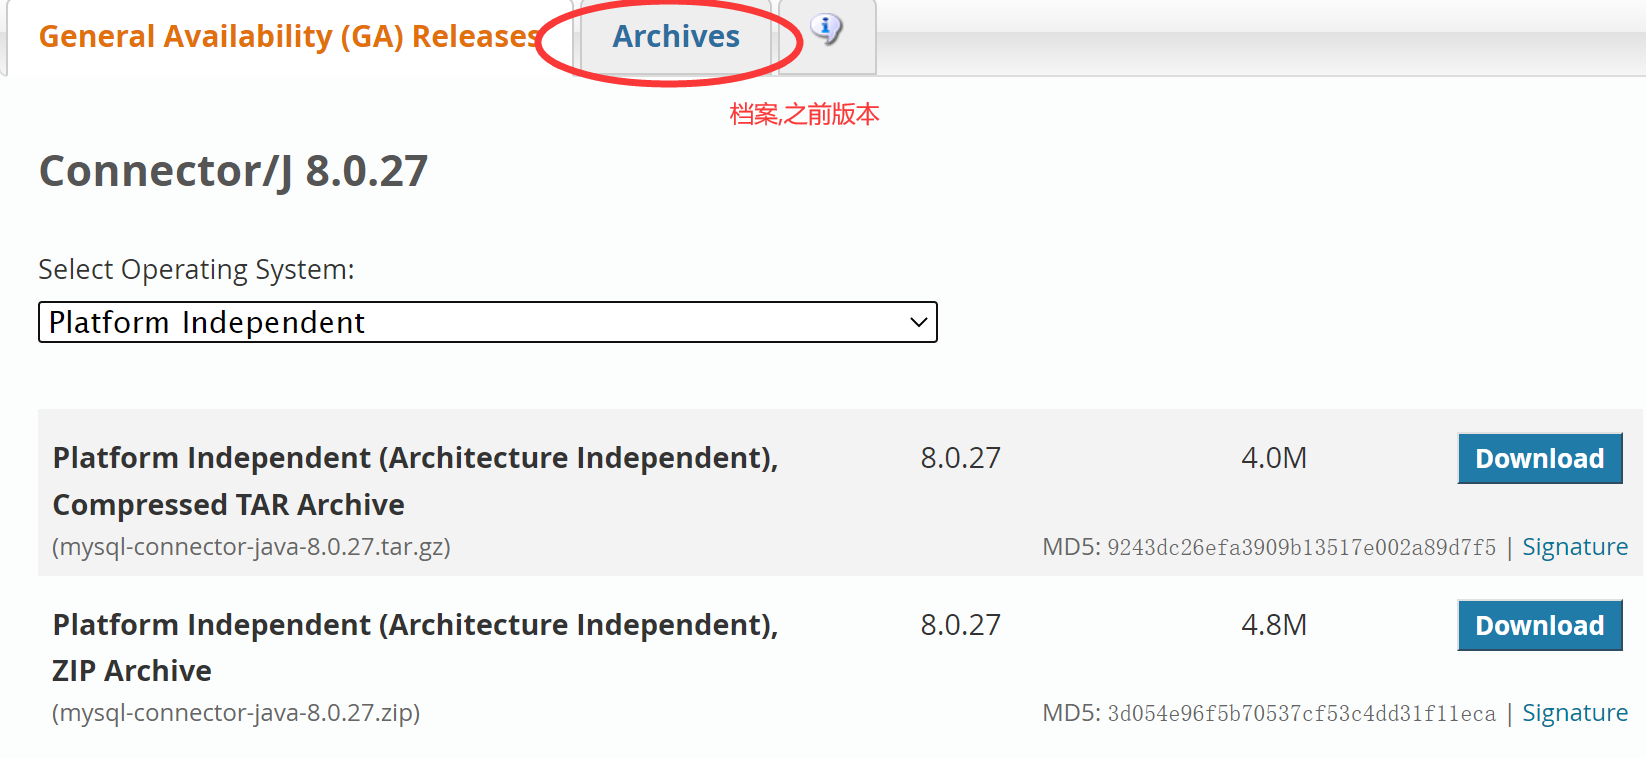 General Availability (GA) Releases
Archives
档案,之前版本
Connector/J 8.0.27
Select Operating System:
Platform Independent
Platform Independent (Architecture Independent), 8.0.27 4.0M Download
Compressed TAR Archive
(mysql-connector-java-8.0.27.tar.gz) MD5: 9243dc26efa3909b13517e002a89d7f5 | Signature
Platform Independent (Architecture Independent), 8.0.27 4.8M Download
ZIP Archive
(mysql-connector-java-8.0.27.zip) MD5: 3d054e96f5b70537cf53c4dd31f11eca | Signature